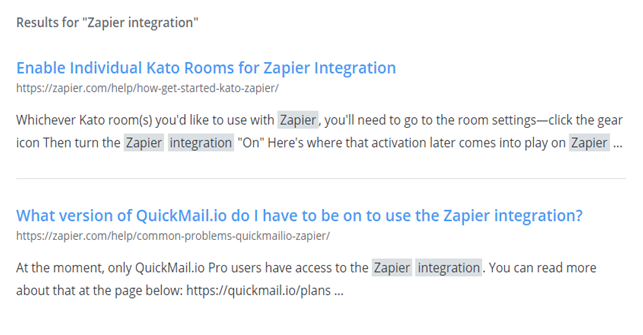 Results for "Zapier integration"
Enable Individual Kato Rooms for Zapier Integration
https://zapier.com/help/how-get-started-kato-zapier/
Whichever Kato room(s) you'd like to use with Zapier, you'll need to go to the room settings—click the gear
icon Then turn the Zapier integration "On" Here's where that activation later comes into play on Zapier ...
What version of QuickMail.io do I have to be on to use the Zapier integration?
https://zapier.com/help/common-problems-quickmailio-zapier/
At the moment, only QuickMail.io Pro users have access to the Zapier integration. You can read more
about that at the page below: https://quickmail.io/plans ...